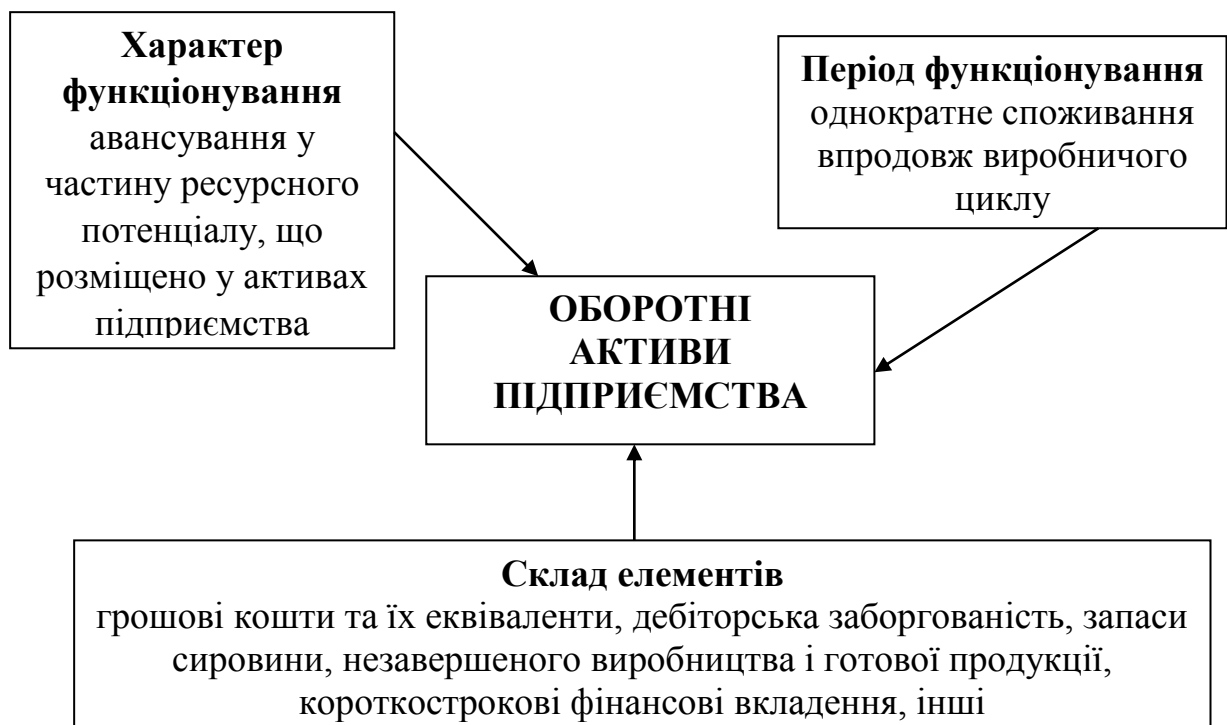 Характер
функціонування
авансування у
частину ресурсного
потенціалу, що
розміщено у активах
підприємства
Період функціонування
однократне споживання
впродовж виробничого
циклу
ОБОРОТНІ
АКТИВИ
ПІДПРИЄМСТВА
Склад елементів
грошові кошти та їх еквіваленти, дебіторська заборгованість, запаси
сировини, незавершеного виробництва і готової продукції,
короткострокові фінансові вкладення, інші